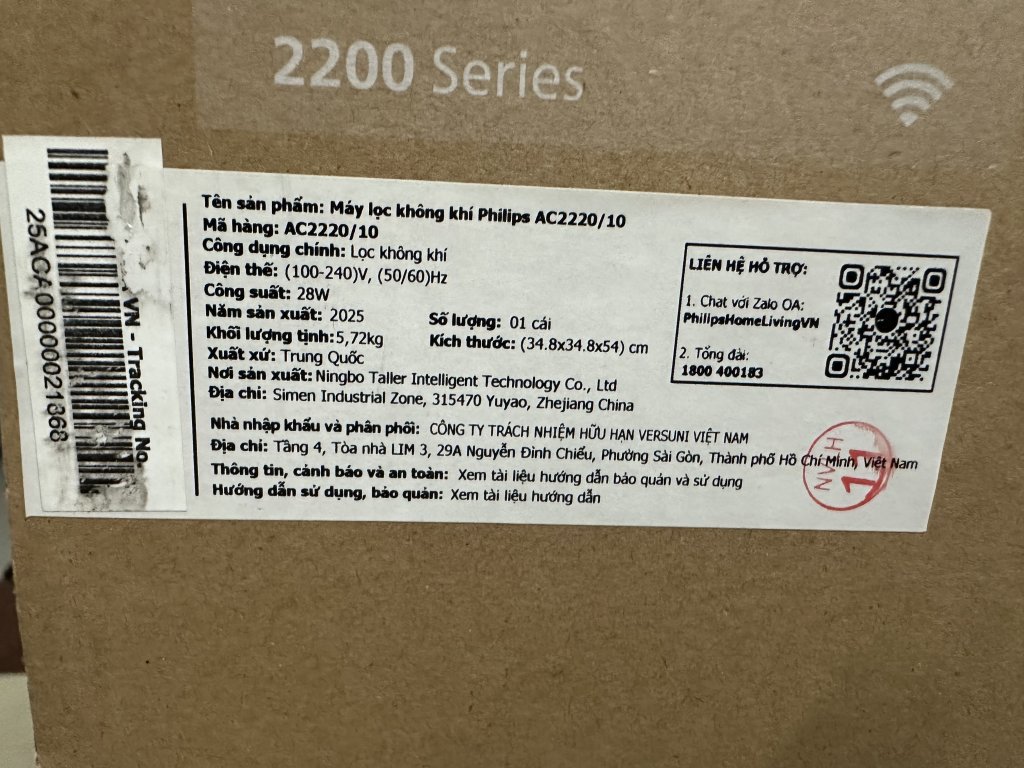 2200 Series
25ACA0000021368
VN - Tracking No.
Tên sản phẩm: Máy lọc không khí Philips AC2220/10
Mã hàng: AC2220/10
Công dụng chính: Lọc không khí
Điện thế: (100-240)V, (50/60)Hz
Công suất: 28W
Năm sản xuất: 2025
Số lượng: 01 cái
Khối lượng tịnh:5,72kg
Kích thước: (34.8x34.8x54) cm
Xuất xứ: Trung Quốc
Nơi sản xuất: Ningbo Taller Intelligent Technology Co., Ltd
Địa chỉ: Simen Industrial Zone, 315470 Yuyao, Zhejiang China
Nhà nhập khẩu và phân phối: CÔNG TY TRÁCH NHIỆM HỮU HẠN VERSUNI VIỆT NAM
Địa chỉ: Tầng 4, Tòa nhà LIM 3, 29A Nguyễn Đình Chiểu, Phường Sài Gòn, Thành phố Hồ Chí Minh, Việt Nam
Thông tin, cảnh báo và an toàn: Xem tài liệu hướng dẫn bảo quản và sử dụng
Hướng dẫn sử dụng, bảo quản: Xem tài liệu hướng dẫn
LIÊN HỆ HỖ TRỢ:
1. Chat với Zalo OA:
PhilipsHomeLivingVN
2. Tổng đài:
1800 400183
11